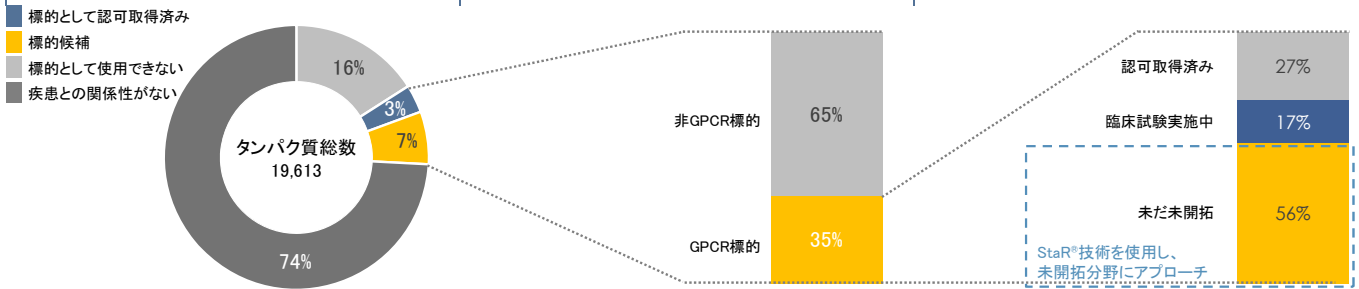 標的として認可取得済み
標的候補
標的として使用できない
疾患との関係性がない
16%
3%
7%
74%
タンパク質総数
19,613
非GPCR標的
65%
GPCR標的
35%
認可取得済み
27%
臨床試験実施中
17%
未だ未開拓
56%
StaR®技術を使用し、
未開拓分野にアプローチ